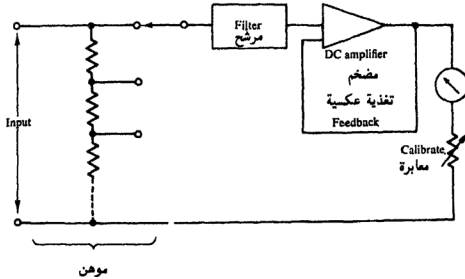 Filter
مرشح
DC amplifier
مضخم
تغذية عكسية
Feedback
Input
Calibrate
معايرة
موهن